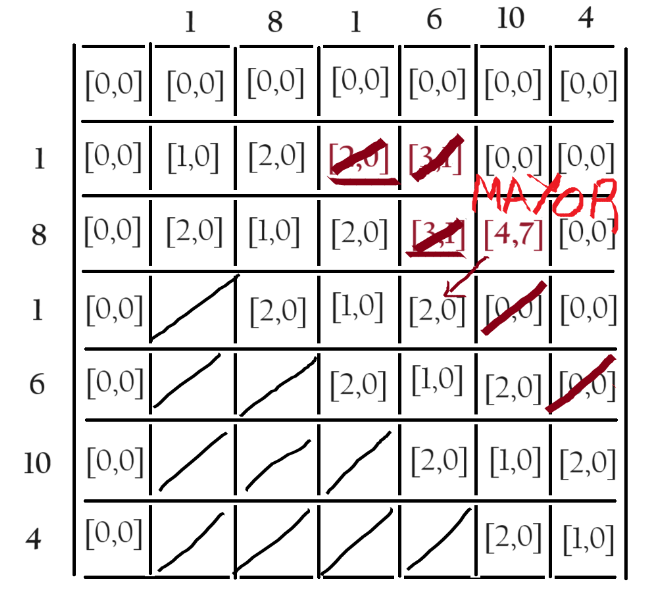 1 8 1 6 10 4
[0,0] [0,0] [0,0] [0,0] [0,0] [0,0] [0,0]
1 [0,0] [1,0] [2,0] [2,0] [3,1] [0,0] [0,0]
MAYOR
8 [0,0] [2,0] [1,0] [2,0] [3,1] [4,7] [0,0]
1 [0,0] [2,0] [1,0] [2,0] [0,0] [0,0]
6 [0,0] [2,0] [1,0] [2,0] [0,0]
10 [0,0] [2,0] [1,0] [2,0]
4 [0,0] [2,0] [1,0]